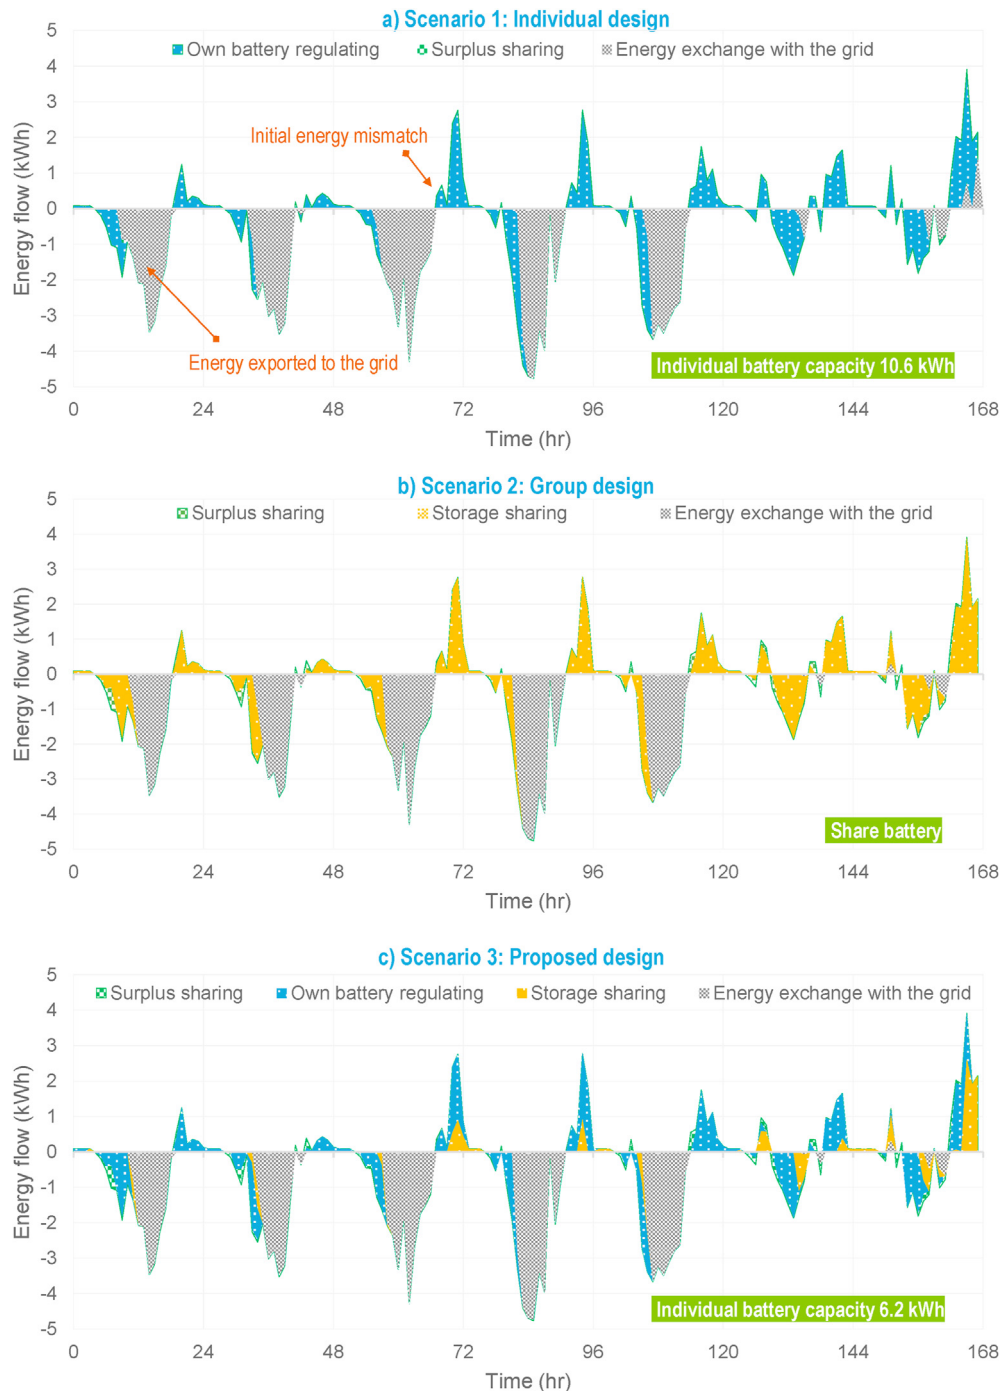 a) Scenario 1: Individual design
Own battery regulating
Surplus sharing
Energy exchange with the grid
Energy flow (kWh)
5
4
3
2
1
0
-1
-2
-3
-4
-5
Initial energy mismatch
Energy exported to the grid
Individual battery capacity 10.6 kWh
0 24 48 72 96 120 144 168
Time (hr)
b) Scenario 2: Group design
Surplus sharing
Storage sharing
Energy exchange with the grid
Energy flow (kWh)
5
4
3
2
1
0
-1
-2
-3
-4
-5
Share battery
0 24 48 72 96 120 144 168
Time (hr)
c) Scenario 3: Proposed design
Surplus sharing
Own battery regulating
Storage sharing
Energy exchange with the grid
Energy flow (kWh)
5
4
3
2
1
0
-1
-2
-3
-4
-5
Individual battery capacity 6.2 kWh
0 24 48 72 96 120 144 168
Time (hr)